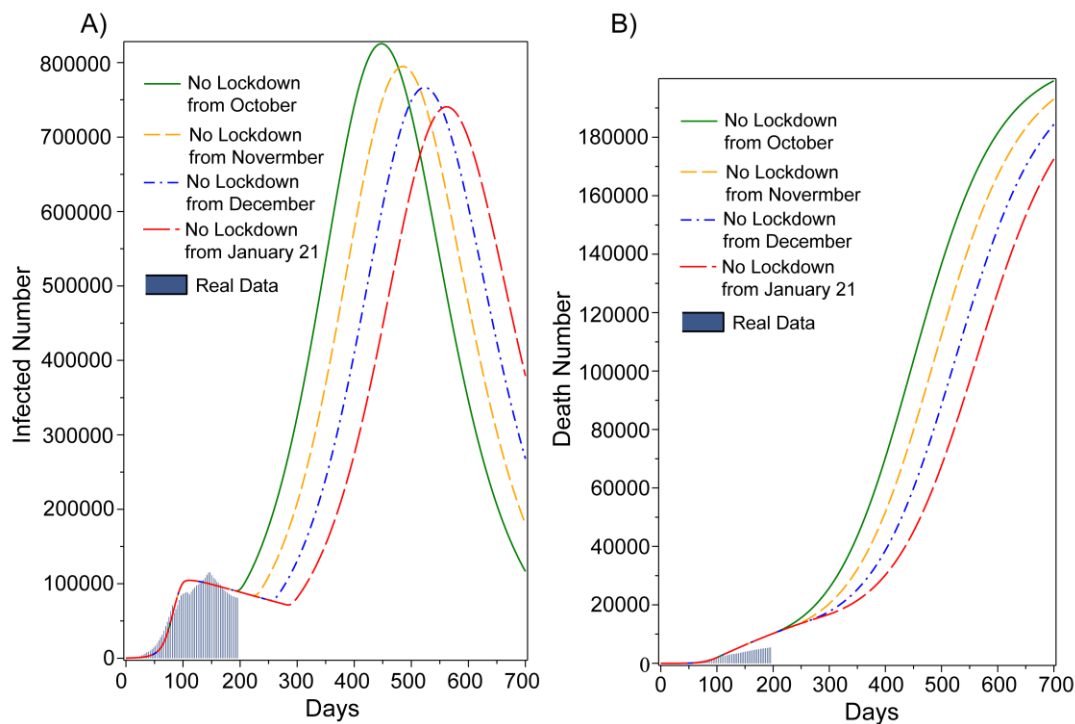 A)
800000
700000
600000
500000
400000
300000
200000
100000
0
Infected Number
No Lockdown
from October
No Lockdown
from Novermber
No Lockdown
from December
No Lockdown
from January 21
Real Data
0 100 200 300 400 500 600 700
Days
B)
180000
160000
140000
120000
100000
80000
60000
40000
20000
0
Death Number
No Lockdown
from October
No Lockdown
from Novermber
No Lockdown
from December
No Lockdown
from January 21
Real Data
0 100 200 300 400 500 600 700
Days